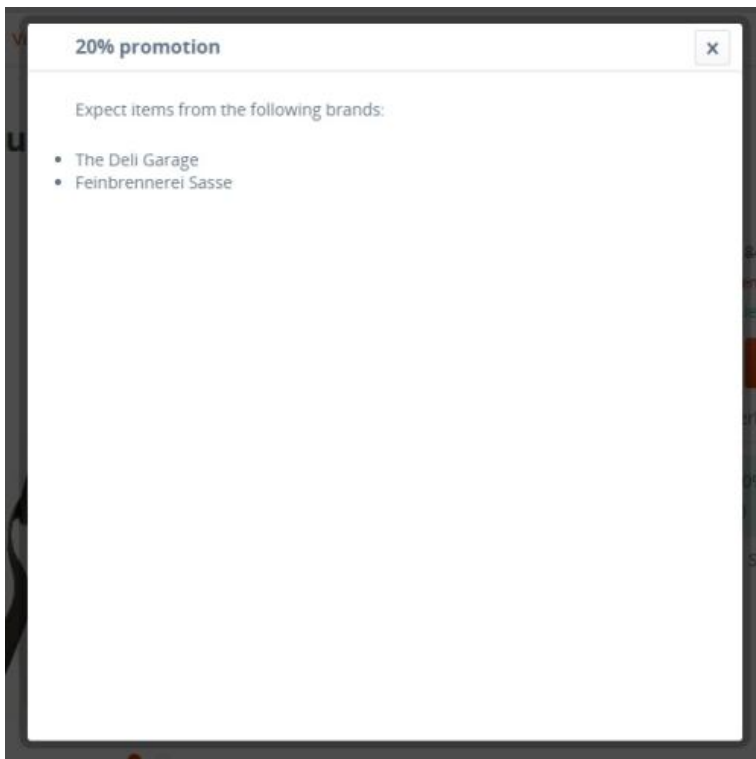 20% promotion
x
Expect items from the following brands:
The Deli Garage
Feinbrennerei Sasse